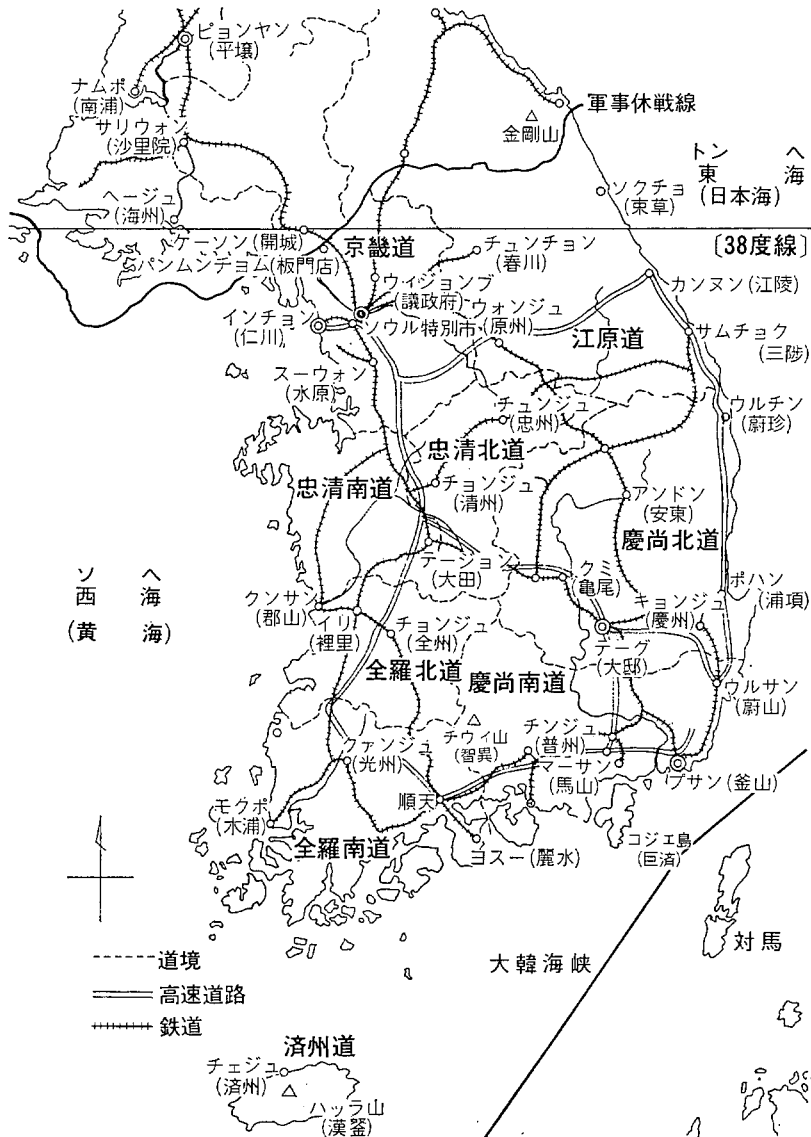 ピョンヤン
(平壌)
ナムポ
(南浦)
サリウォン
(沙里院)
軍事休戦線
金剛山
トンヘ
東海
(日本海)
ソクチョ
(束草)
ヘージュ
(海州)
ケーソン(開城)
パンムンチョム(板門店)
京畿道
チュンチョン
(春川)
[38度線]
ウィジョンブ
(議政府)
カンヌン(江陵)
インチョン
(仁川)
ソウル特別市
ウォンジュ
(原州)
江原道
サムチョク
(三陟)
スーウォン
(水原)
チュンジュ
(忠州)
ウルチン
(蔚珍)
忠清北道
忠清南道
チョンジュ
(清州)
アンドン
(安東)
慶尚北道
テージョン
(大田)
クミ
(亀尾)
ポハン
(浦項)
ソヘ
西海
(黄海)
クンサン
(郡山)
イリ
(裡里)
チョンジュ
(全州)
キョンジュ
(慶州)
テーグ
(大邸)
全羅北道
慶尚南道
ウルサン
(蔚山)
チウィ山
(智異)
チンジュ
(普州)
クァンジュ
(光州)
マーサン
(馬山)
プサン(釜山)
モクポ
(木浦)
順天
全羅南道
ヨスー(麗水)
コジエ島
(巨済)
対馬
大韓海峡
道境
高速道路
鉄道
済州道
チェジュ
(済州)
ハッラ山
(漢拏)